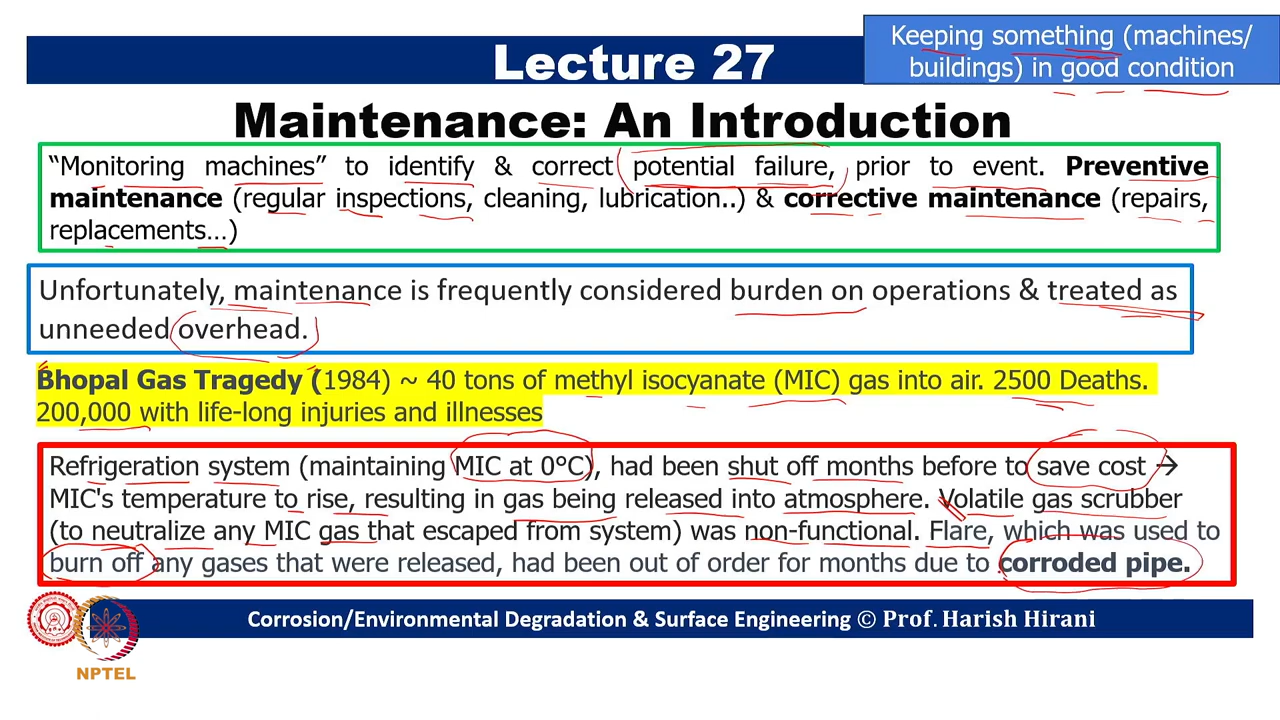 Keeping something (machines/
buildings) in good condition
Lecture 27
Maintenance: An Introduction
“Monitoring machines” to identify & correct potential failure, prior to event. Preventive
maintenance (regular inspections, cleaning, lubrication..) & corrective maintenance (repairs,
replacements…)
Unfortunately, maintenance is frequently considered burden on operations & treated as
unneeded overhead.
Bhopal Gas Tragedy (1984) ~ 40 tons of methyl isocyanate (MIC) gas into air. 2500 Deaths.
200,000 with life-long injuries and illnesses
Refrigeration system (maintaining MIC at 0°C), had been shut off months before to save cost →
MIC's temperature to rise, resulting in gas being released into atmosphere. Volatile gas scrubber
(to neutralize any MIC gas that escaped from system) was non-functional. Flare, which was used to
burn off any gases that were released, had been out of order for months due to corroded pipe.
Corrosion/Environmental Degradation & Surface Engineering © Prof. Harish Hirani
NPTEL